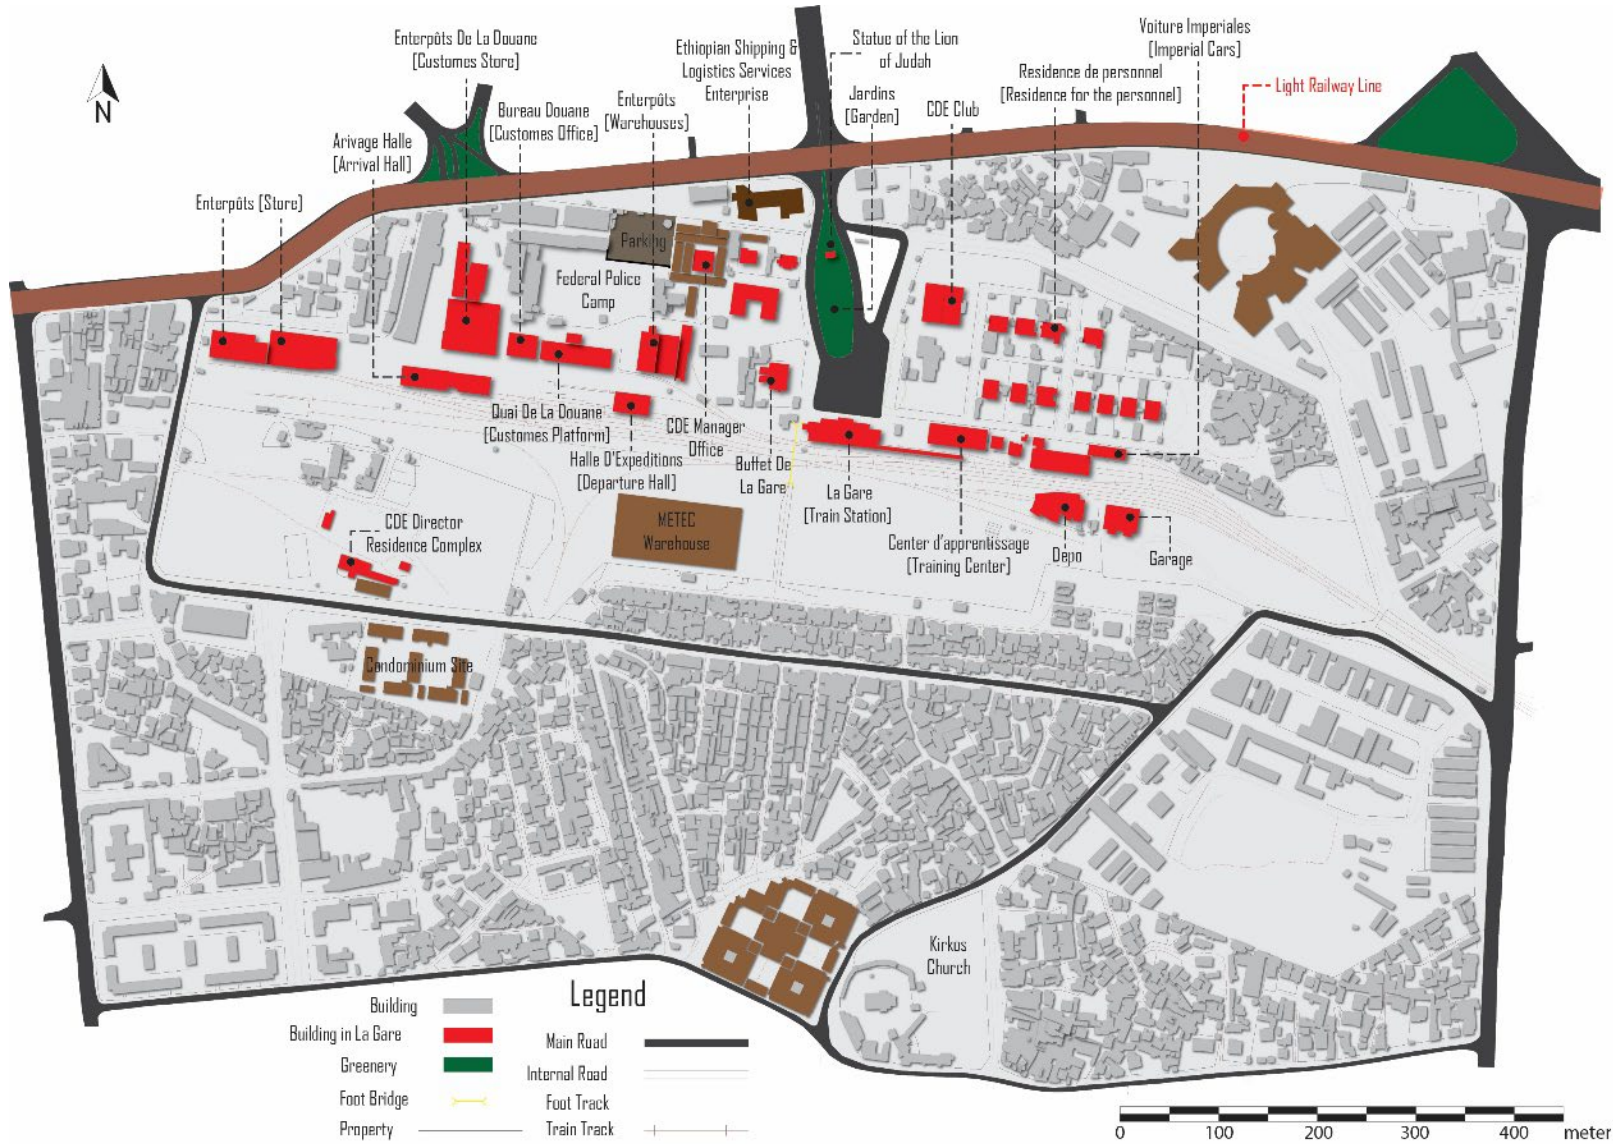 Enterpôts De La Douane
[Customes Store]
Bureau Douane
[Customes Office]
Arivage Halle
[Arrival Hall]
Enterpôts [Store]
Enterpôts
[Warehouses]
Ethiopian Shipping &
Logistics Services
Enterprise
Statue of the Lion
of Judah
Jardins
[Garden]
CDE Club
Residence de personnel
[Residence for the personnel]
Voiture Imperiales
[Imperial Cars]
Light Railway Line
N
Parking
Federal Police
Camp
Quai De La Douane
[Customes Platform]
Halle D'Expeditions
[Departure Hall]
CDE Manager
Office
Buffet De
La Gare
La Gare
[Train Station]
Center d'apprentissage
[Training Center]
Depo
Garage
METEC
Warehouse
CDE Director
Residence Complex
Condominium Site
Kirkos
Church
Legend
Building
Building in La Gare
Greenery
Foot Bridge
Property
Main Road
Internal Road
Foot Track
Train Track
0 100 200 300 400 meter